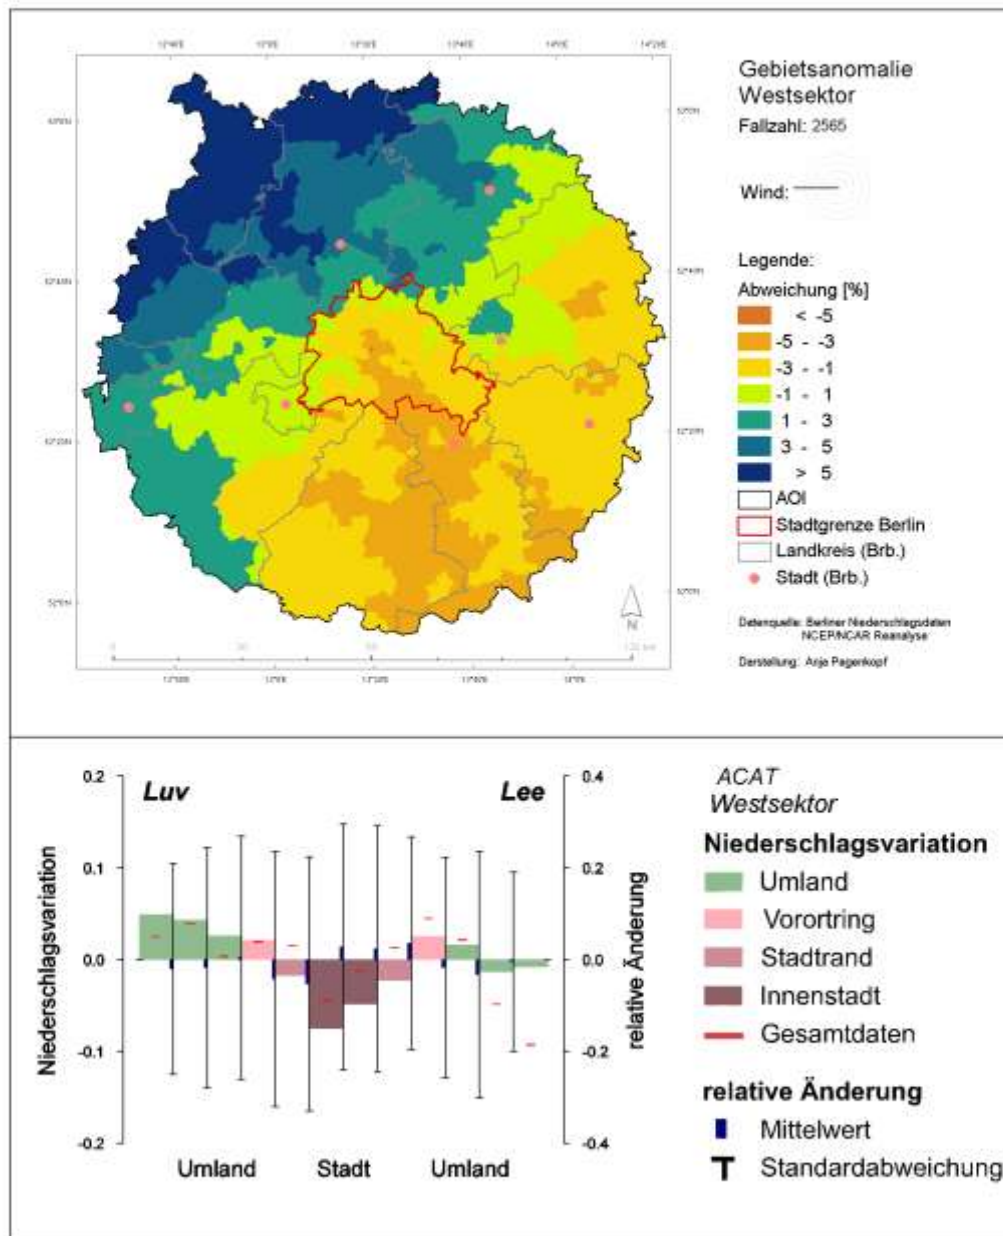 Gebietsanomalie
Westsektor
Fallzahl: 2565
Wind:
Legende:
Abweichung [%]
< -5
-5 - -3
-3 - -1
-1 - 1
1 - 3
3 - 5
> 5
AOI
Stadtgrenze Berlin
Landkreis (Brb.)
Stadt (Brb.)
N
Datenquelle: Berliner Niederschlagsdaten
NCEP/NCAR Reanalyse
Darstellung: Anja Pagenkopf
0.2
0.1
0.0
-0.1
-0.2
Niederschlagsvariation
Luv
Lee
0.4
0.2
0.0
-0.2
-0.4
relative Änderung
Umland
Stadt
Umland
ACAT
Westsektor
Niederschlagsvariation
Umland
Vorortring
Stadtrand
Innenstadt
Gesamtdaten
relative Änderung
Mittelwert
Standardabweichung